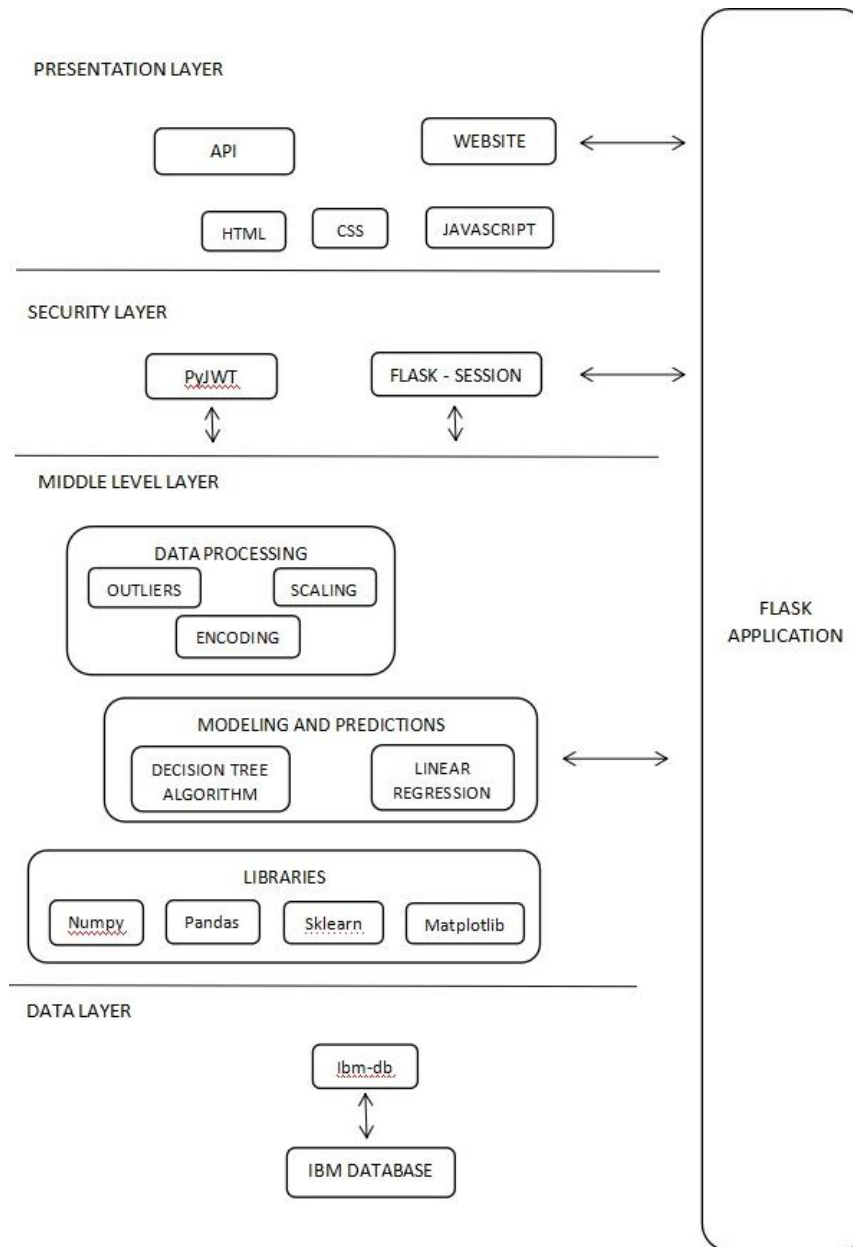 PRESENTATION LAYER
API
WEBSITE
HTML
CSS
JAVASCRIPT
SECURITY LAYER
PyJWT
FLASK - SESSION
MIDDLE LEVEL LAYER
DATA PROCESSING
OUTLIERS
SCALING
ENCODING
MODELING AND PREDICTIONS
DECISION TREE
ALGORITHM
LINEAR
REGRESSION
LIBRARIES
Numpy
Pandas
Sklearn
Matplotlib
DATA LAYER
Ibm-db
IBM DATABASE
FLASK
APPLICATION